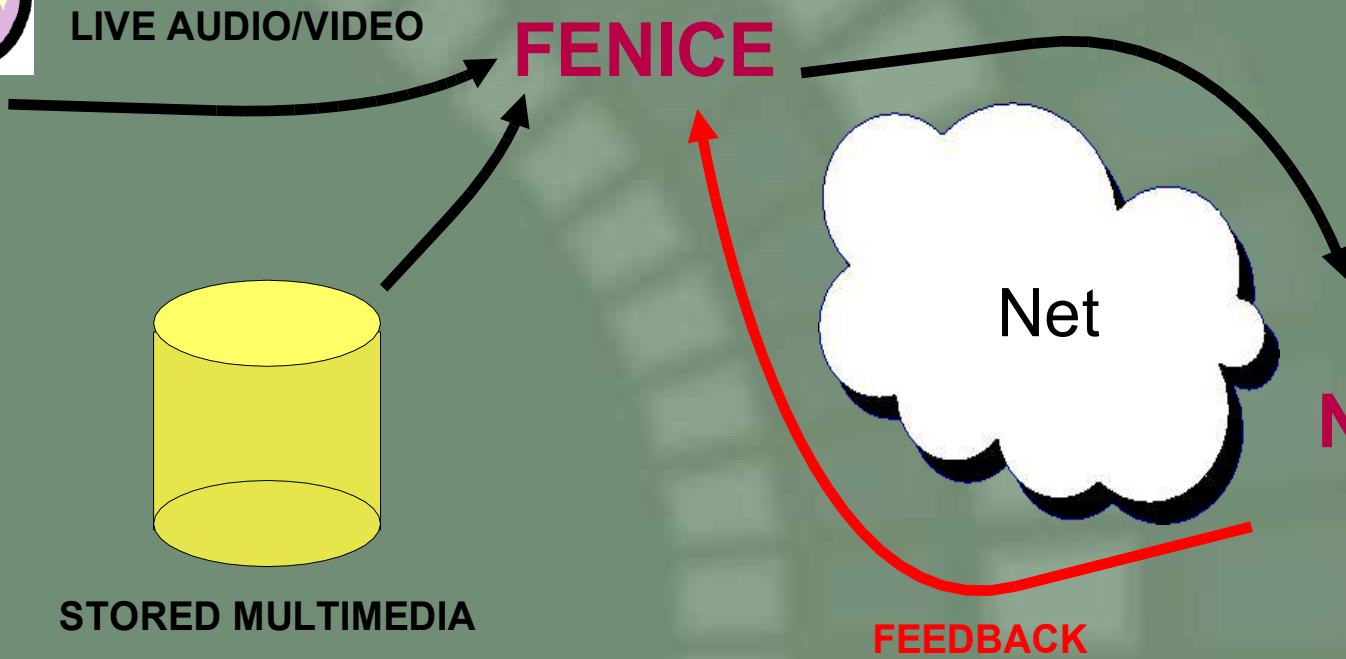 LIVE AUDIO/VIDEO
FENICE
Net
N
STORED MULTIMEDIA
FEEDBACK